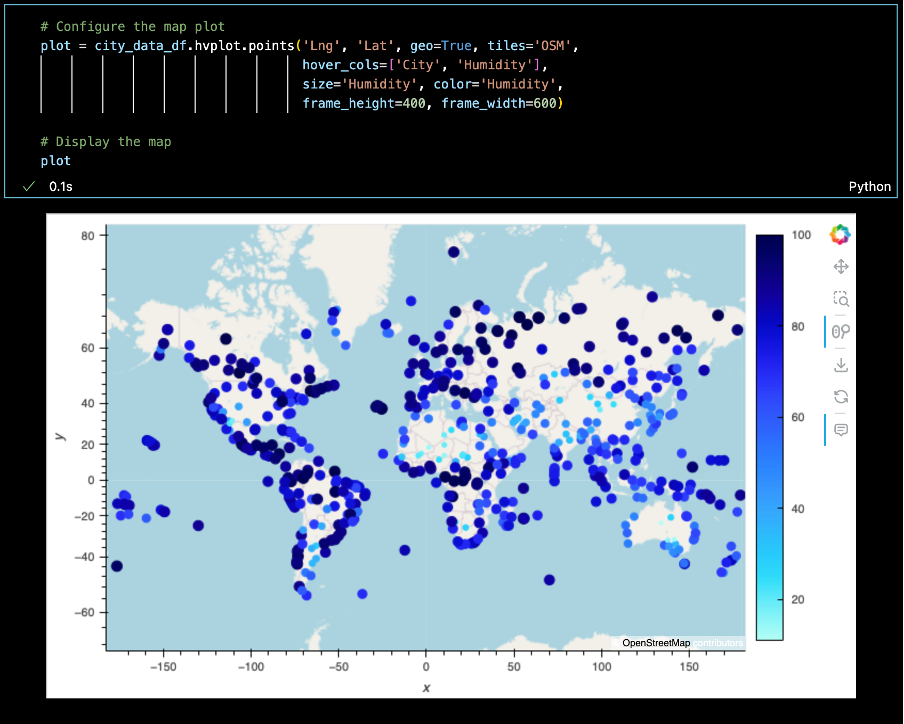 # Configure the map plot
plot = city_data_df.hvplot.points('Lng', 'Lat', geo=True, tiles='OSM',
hover_cols=['City', 'Humidity'],
size='Humidity', color='Humidity',
frame_height=400, frame_width=600)
# Display the map
plot
0.1s
Python
80
60
40
20
0
−20
−40
−60
y
−150
−100
−50
0
50
100
150
x
100
80
60
40
20
OpenStreetMap contributors